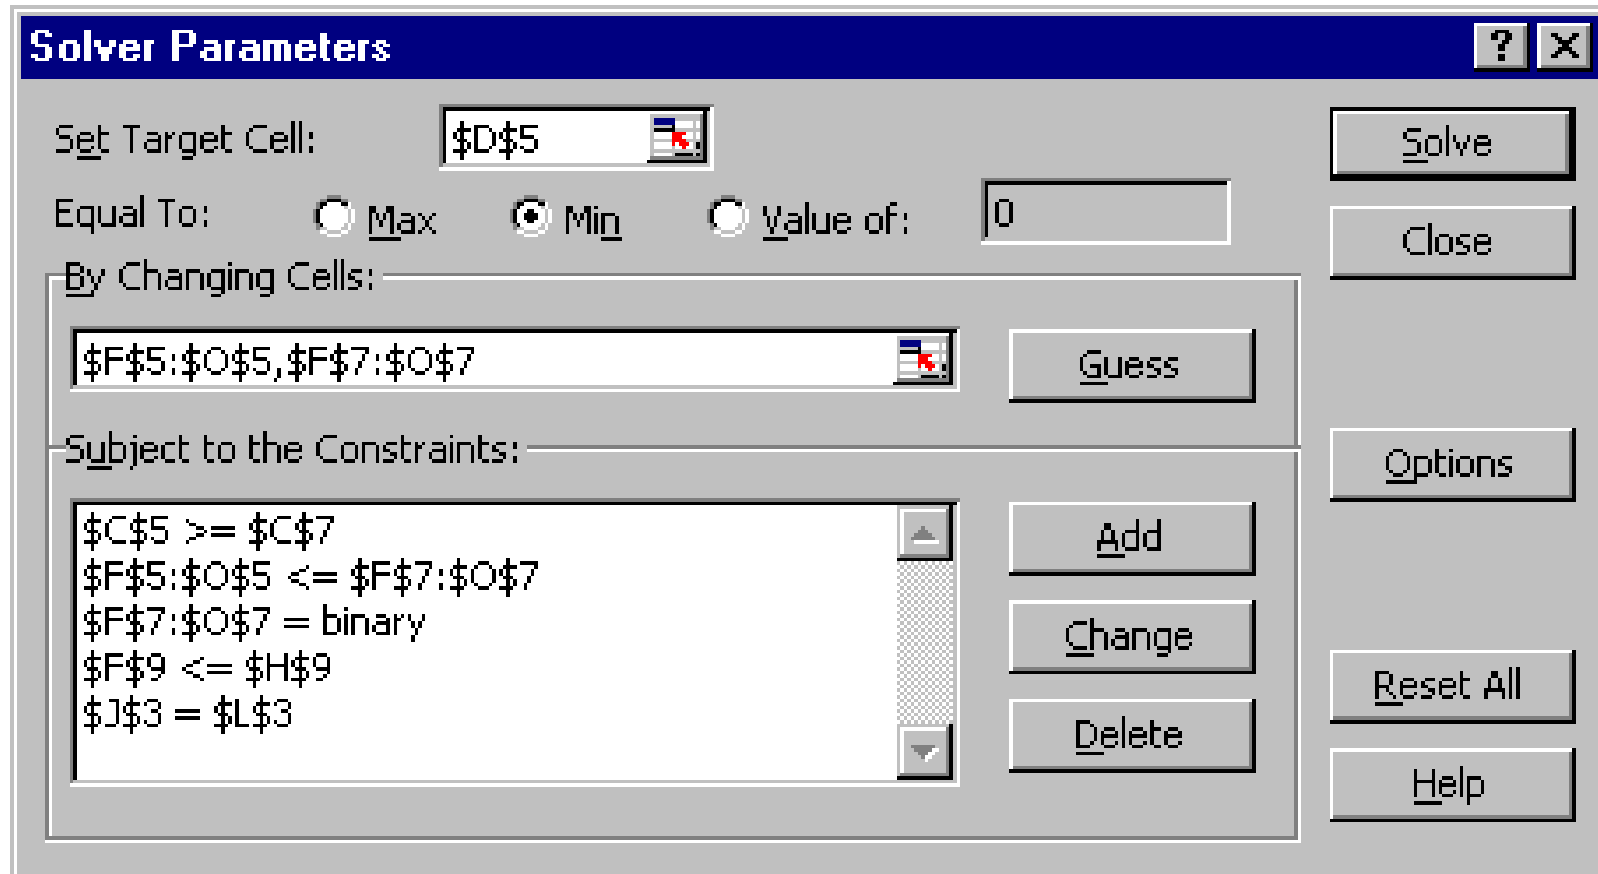 Solver Parameters
Set Target Cell: $D$5
Solve
Equal To: Max Min Value of: 0
Close
By Changing Cells:
$F$5:$O$5,$F$7:$O$7
Guess
Subject to the Constraints:
Options
$C$5 >= $C$7
$F$5:$O$5 <= $F$7:$O$7
$F$7:$O$7 = binary
$F$9 <= $H$9
$J$3 = $L$3
Add
Change
Delete
Reset All
Help